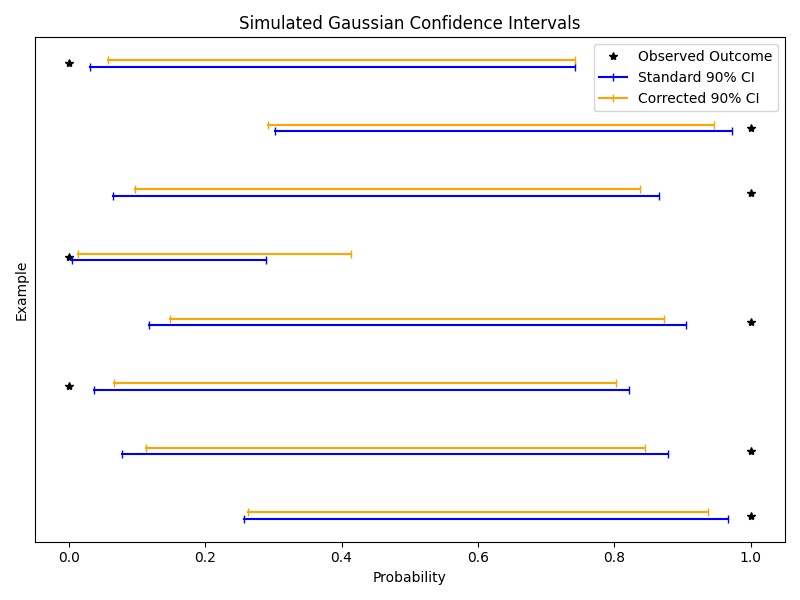 Simulated Gaussian Confidence Intervals
Observed Outcome
Standard 90% CI
Corrected 90% CI
Example
0.0 0.2 0.4 0.6 0.8 1.0
Probability